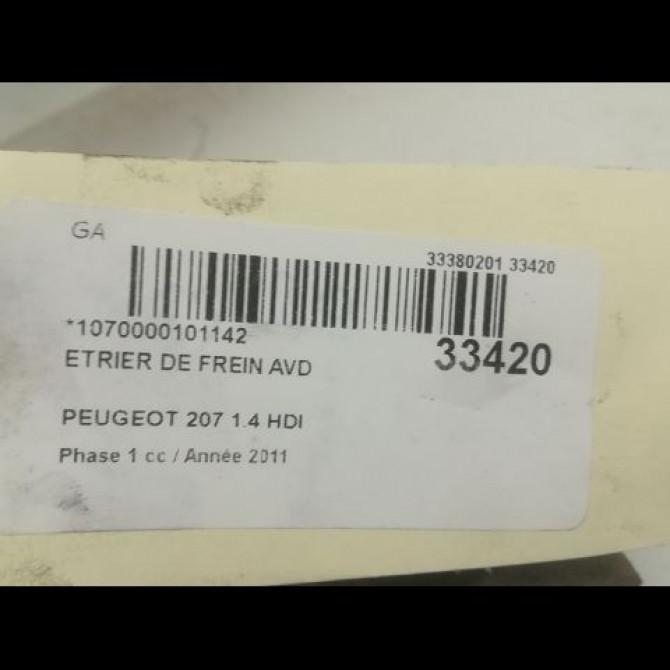 GA
33380201 33420
*1070000101142
33420
ETRIER DE FREIN AVD
PEUGEOT 207 1.4 HDI
Phase 1 cc / Année 2011